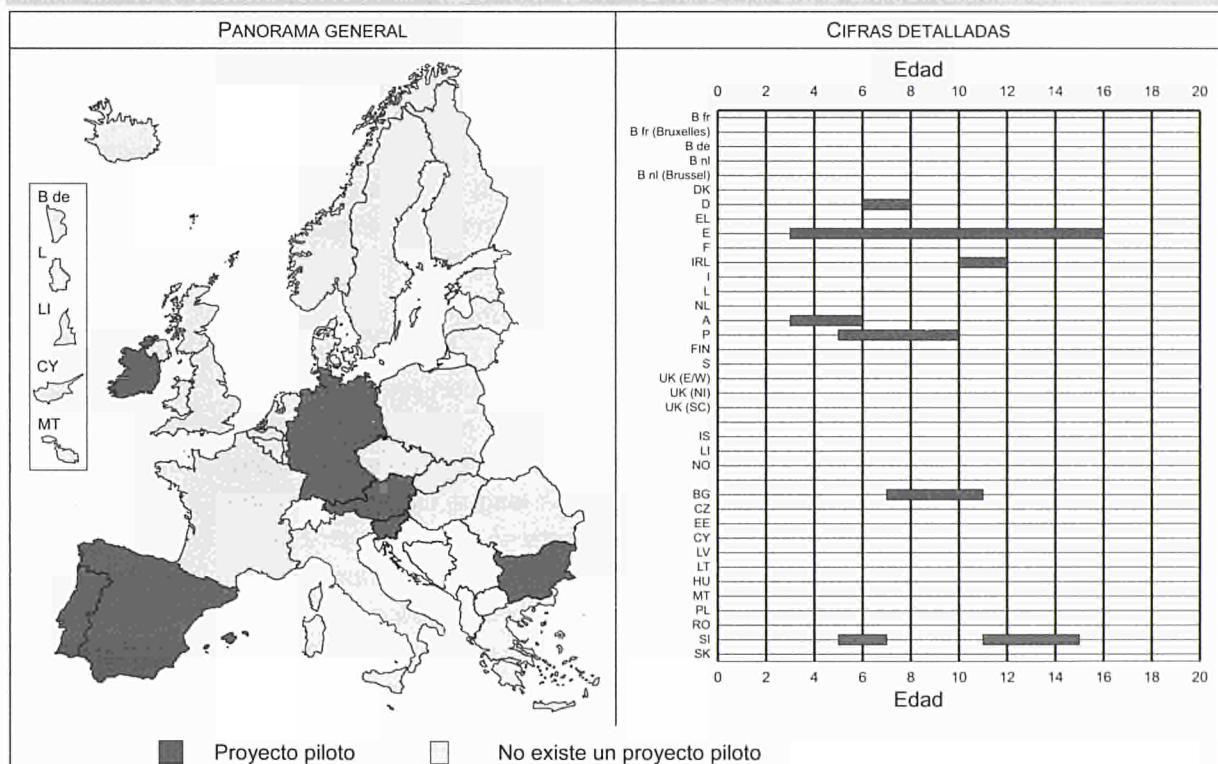 PANORAMA GENERAL
CIFRAS DETALLADAS
B de
L
LI
CY
MT
Edad
0 2 4 6 8 10 12 14 16 18 20
B fr
B fr (Bruxelles)
B de
B nl
B nl (Brussel)
DK
D
EL
E
F
IRL
I
L
NL
A
P
FIN
S
UK (E/W)
UK (NI)
UK (SC)
IS
LI
NO
BG
CZ
EE
CY
LV
LT
HU
MT
PL
RO
SI
SK
0 2 4 6 8 10 12 14 16 18 20
Edad
Proyecto piloto
No existe un proyecto piloto